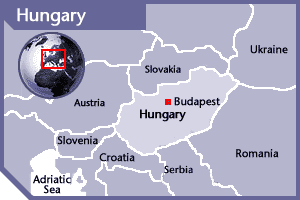 Hungary
Ukraine
Slovakia
Austria
Budapest
Hungary
Slovenia
Croatia
Romania
Serbia
Adriatic
Sea